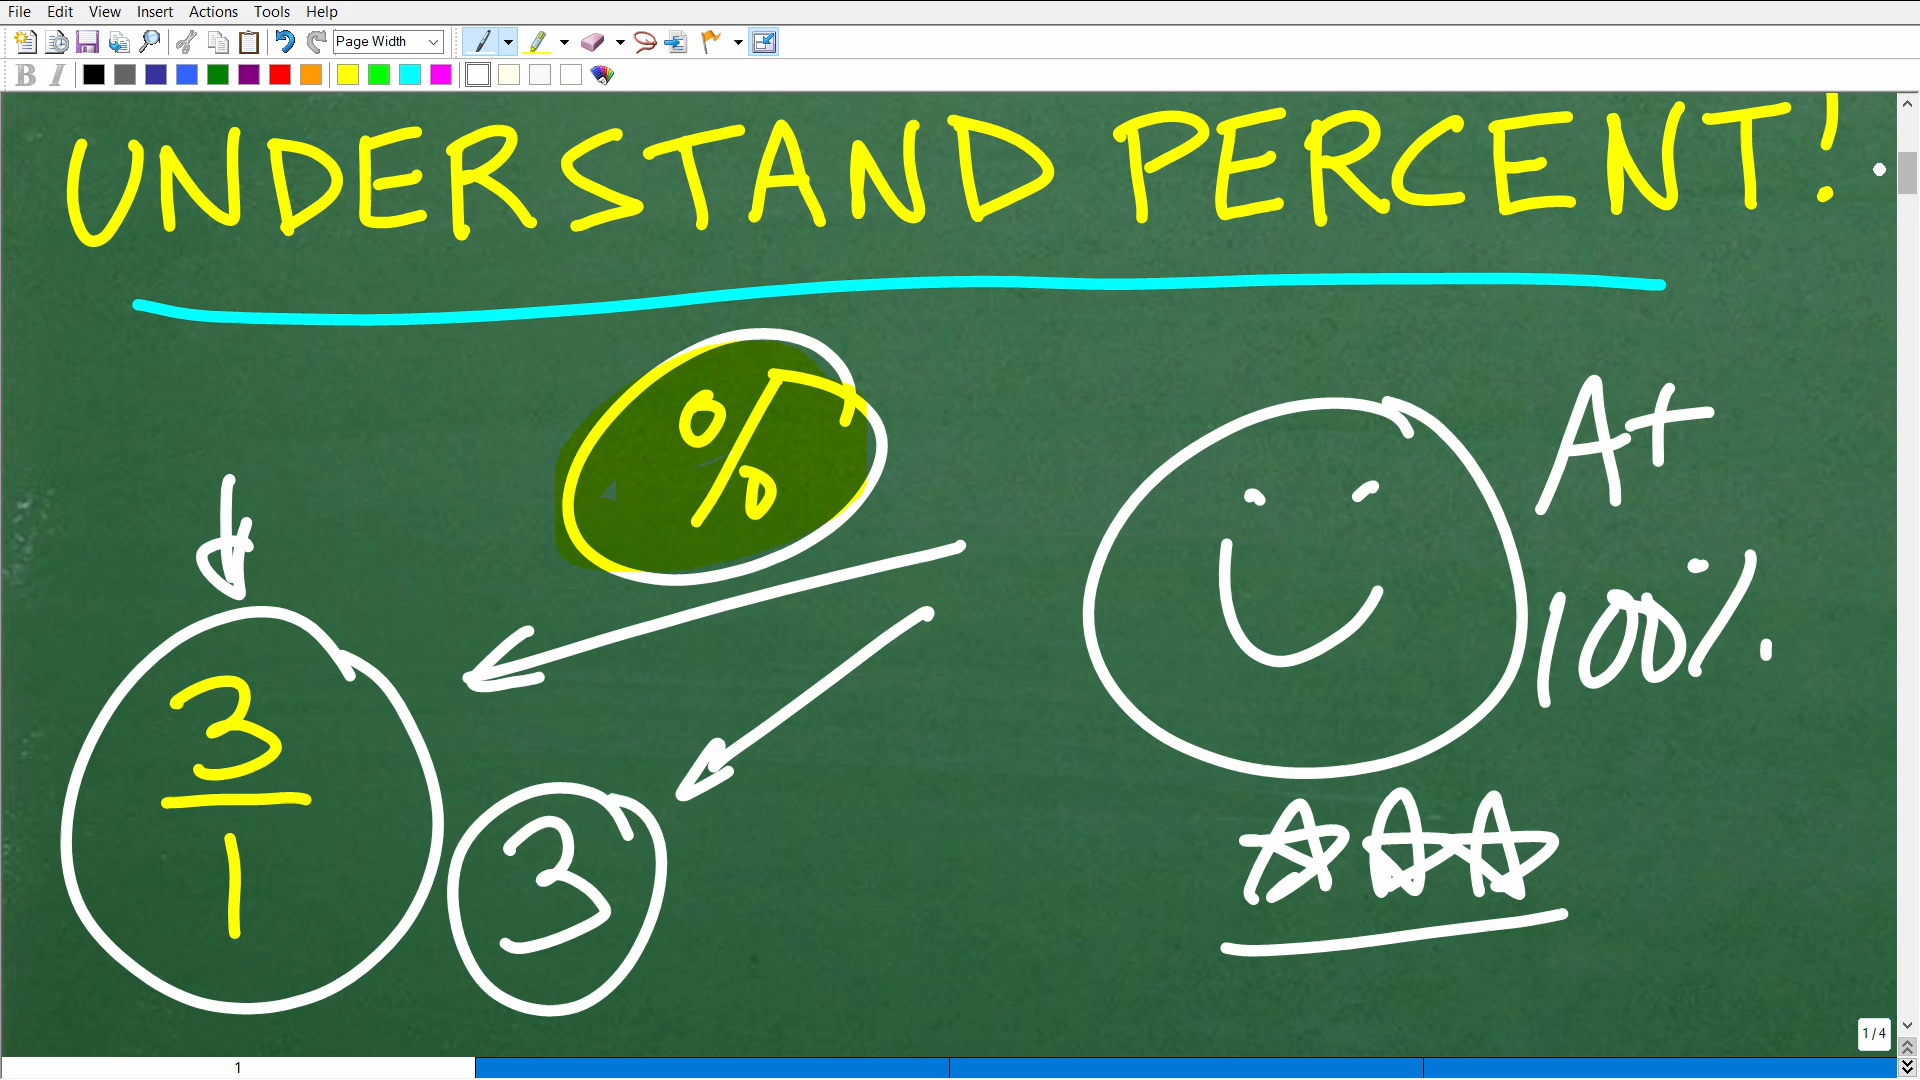 File Edit View Insert Actions Tools Help
Page Width
B I
UNDERSTAND PERCENT!
%
A+
100%.
3
1
3
1 / 4
1